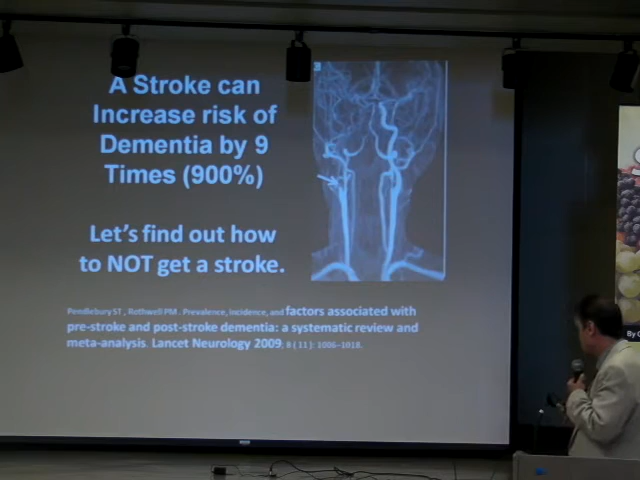 A Stroke can
Increase risk of
Dementia by 9
Times (900%)
Let's find out how
to NOT get a stroke.
Pendlebury ST, Rothwell PM. Prevalence, incidence, and factors associated with
pre-stroke and post-stroke dementia: a systematic review and
meta-analysis. Lancet Neurology 2009; 8 (11): 1006–1018.
By